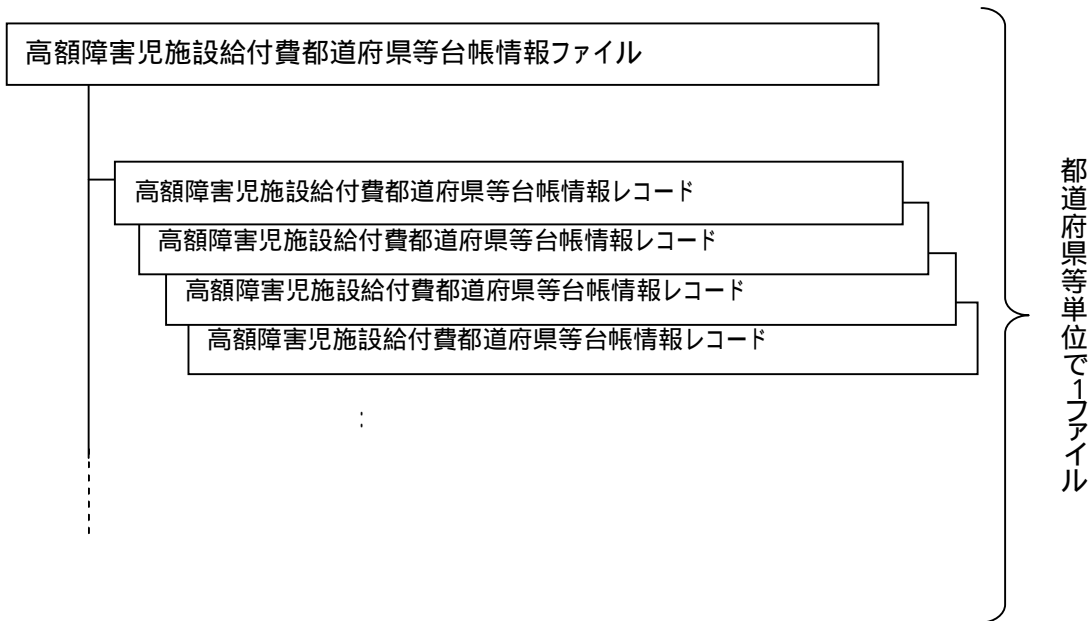 高額障害児施設給付費都道府県等台帳情報ファイル
高額障害児施設給付費都道府県等台帳情報レコード
高額障害児施設給付費都道府県等台帳情報レコード
高額障害児施設給付費都道府県等台帳情報レコード
高額障害児施設給付費都道府県等台帳情報レコード
:
都道府県等単位で1ファイル